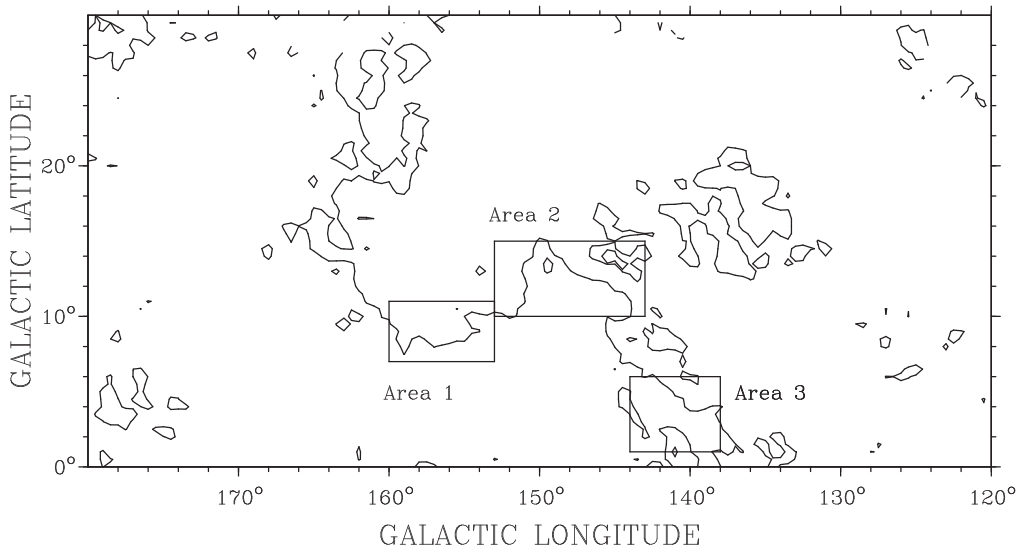 GALACTIC LATITUDE
20°
10°
0°
Area 2
Area 1
Area 3
170°
160°
150°
140°
130°
120°
GALACTIC LONGITUDE